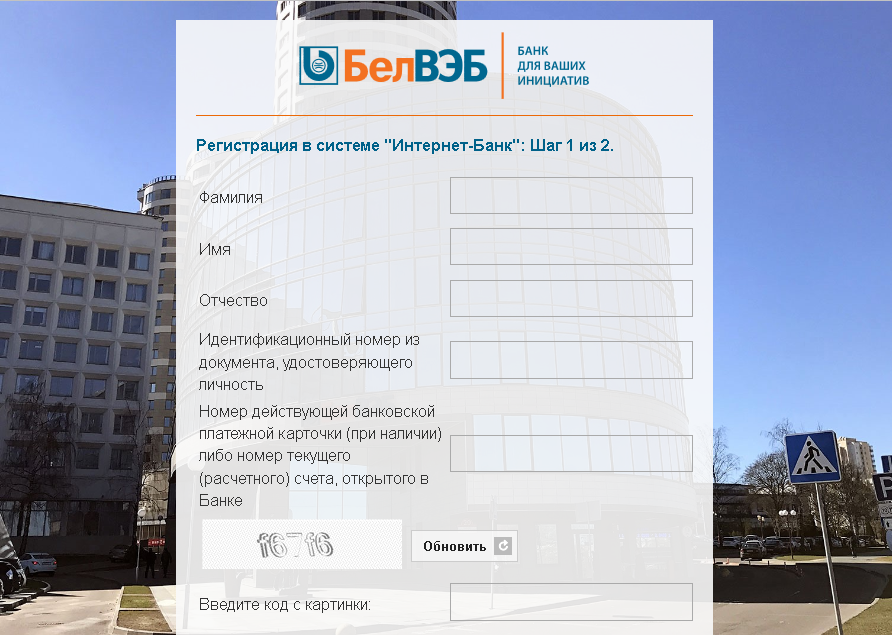 БелВЭБ
БАНК
ДЛЯ ВАШИХ
ИНИЦИАТИВ
Регистрация в системе "Интернет-Банк": Шаг 1 из 2.
Фамилия
Имя
Отчество
Идентификационный номер из
документа, удостоверяющего
личность
Номер действующей банковской
платежной карточки (при наличии)
либо номер текущего
(расчетного) счета, открытого в
Банке
f67f6
Обновить
Введите код с картинки: